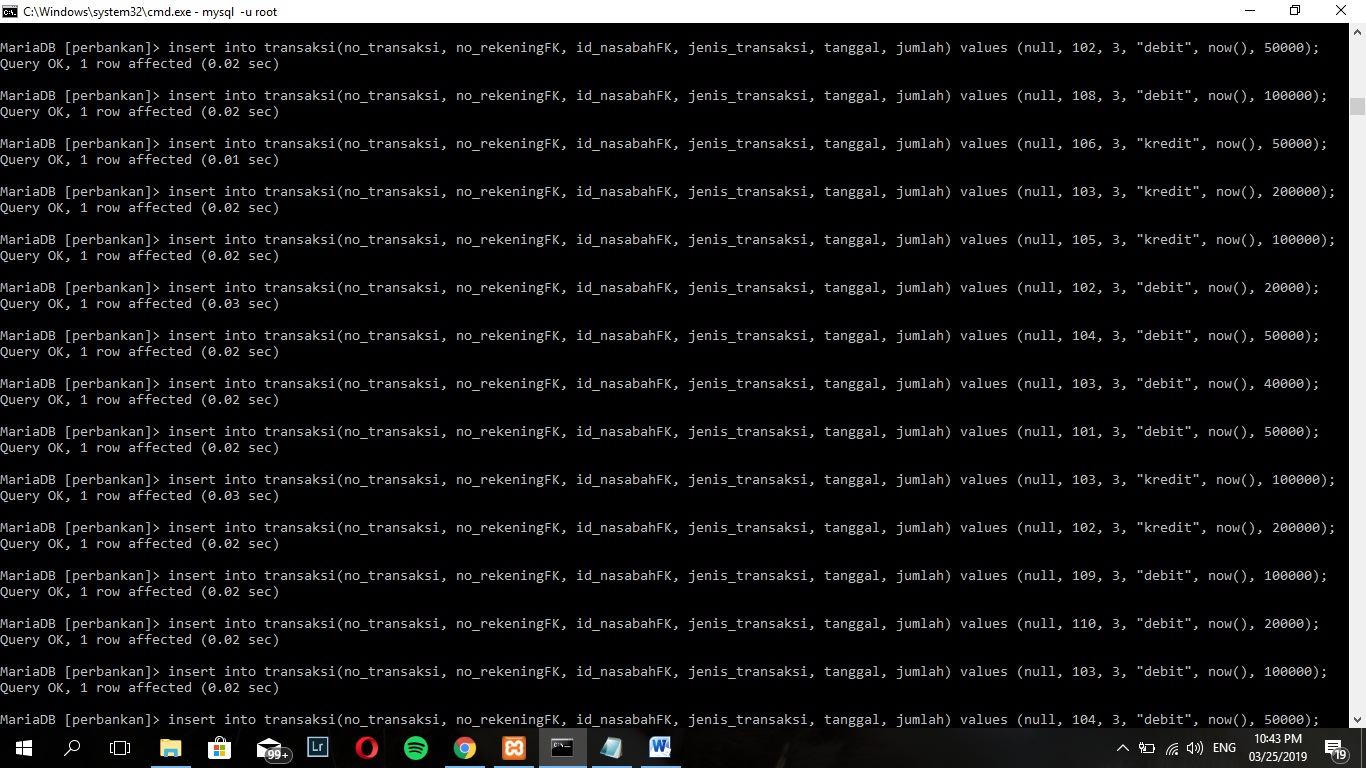 C:\Windows\system32\cmd.exe - mysql  -u root
MariaDB [perbankan]> insert into transaksi(no_transaksi, no_rekeningFK, id_nasabahFK, jenis_transaksi, tanggal, jumlah) values (null, 102, 3, "debit", now(), 50000);
Query OK, 1 row affected (0.02 sec)
MariaDB [perbankan]> insert into transaksi(no_transaksi, no_rekeningFK, id_nasabahFK, jenis_transaksi, tanggal, jumlah) values (null, 108, 3, "debit", now(), 100000);
Query OK, 1 row affected (0.02 sec)
MariaDB [perbankan]> insert into transaksi(no_transaksi, no_rekeningFK, id_nasabahFK, jenis_transaksi, tanggal, jumlah) values (null, 106, 3, "kredit", now(), 50000);
Query OK, 1 row affected (0.01 sec)
MariaDB [perbankan]> insert into transaksi(no_transaksi, no_rekeningFK, id_nasabahFK, jenis_transaksi, tanggal, jumlah) values (null, 103, 3, "kredit", now(), 200000);
Query OK, 1 row affected (0.02 sec)
MariaDB [perbankan]> insert into transaksi(no_transaksi, no_rekeningFK, id_nasabahFK, jenis_transaksi, tanggal, jumlah) values (null, 105, 3, "kredit", now(), 100000);
Query OK, 1 row affected (0.02 sec)
MariaDB [perbankan]> insert into transaksi(no_transaksi, no_rekeningFK, id_nasabahFK, jenis_transaksi, tanggal, jumlah) values (null, 102, 3, "debit", now(), 20000);
Query OK, 1 row affected (0.03 sec)
MariaDB [perbankan]> insert into transaksi(no_transaksi, no_rekeningFK, id_nasabahFK, jenis_transaksi, tanggal, jumlah) values (null, 104, 3, "debit", now(), 50000);
Query OK, 1 row affected (0.02 sec)
MariaDB [perbankan]> insert into transaksi(no_transaksi, no_rekeningFK, id_nasabahFK, jenis_transaksi, tanggal, jumlah) values (null, 103, 3, "debit", now(), 40000);
Query OK, 1 row affected (0.02 sec)
MariaDB [perbankan]> insert into transaksi(no_transaksi, no_rekeningFK, id_nasabahFK, jenis_transaksi, tanggal, jumlah) values (null, 101, 3, "debit", now(), 50000);
Query OK, 1 row affected (0.02 sec)
MariaDB [perbankan]> insert into transaksi(no_transaksi, no_rekeningFK, id_nasabahFK, jenis_transaksi, tanggal, jumlah) values (null, 103, 3, "kredit", now(), 100000);
Query OK, 1 row affected (0.03 sec)
MariaDB [perbankan]> insert into transaksi(no_transaksi, no_rekeningFK, id_nasabahFK, jenis_transaksi, tanggal, jumlah) values (null, 102, 3, "kredit", now(), 200000);
Query OK, 1 row affected (0.02 sec)
MariaDB [perbankan]> insert into transaksi(no_transaksi, no_rekeningFK, id_nasabahFK, jenis_transaksi, tanggal, jumlah) values (null, 109, 3, "debit", now(), 100000);
Query OK, 1 row affected (0.02 sec)
MariaDB [perbankan]> insert into transaksi(no_transaksi, no_rekeningFK, id_nasabahFK, jenis_transaksi, tanggal, jumlah) values (null, 110, 3, "debit", now(), 20000);
Query OK, 1 row affected (0.02 sec)
MariaDB [perbankan]> insert into transaksi(no_transaksi, no_rekeningFK, id_nasabahFK, jenis_transaksi, tanggal, jumlah) values (null, 103, 3, "debit", now(), 100000);
Query OK, 1 row affected (0.02 sec)
MariaDB [perbankan]> insert into transaksi(no_transaksi, no_rekeningFK, id_nasabahFK, jenis_transaksi, tanggal, jumlah) values (null, 104, 3, "debit", now(), 50000);
99+
Lr
ENG
10:43 PM
03/25/2019
19